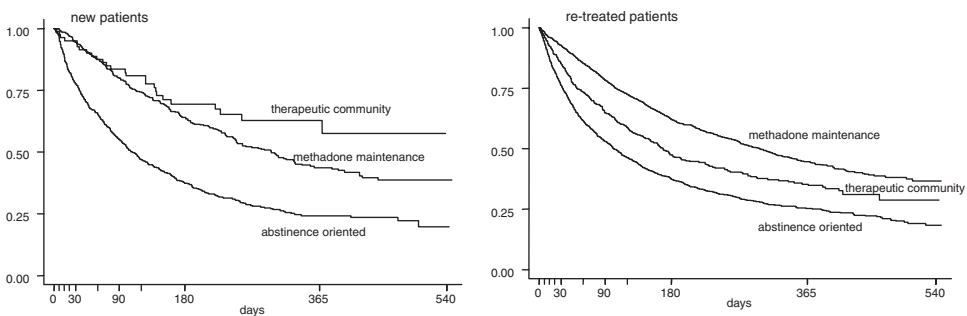 new patients
1.00
0.75
0.50
0.25
0.00
therapeutic community
methadone maintenance
abstinence oriented
0 30 90 180 365 540
days
re-treated patients
1.00
0.75
0.50
0.25
0.00
methadone maintenance
therapeutic community
abstinence oriented
0 30 90 180 365 540
days